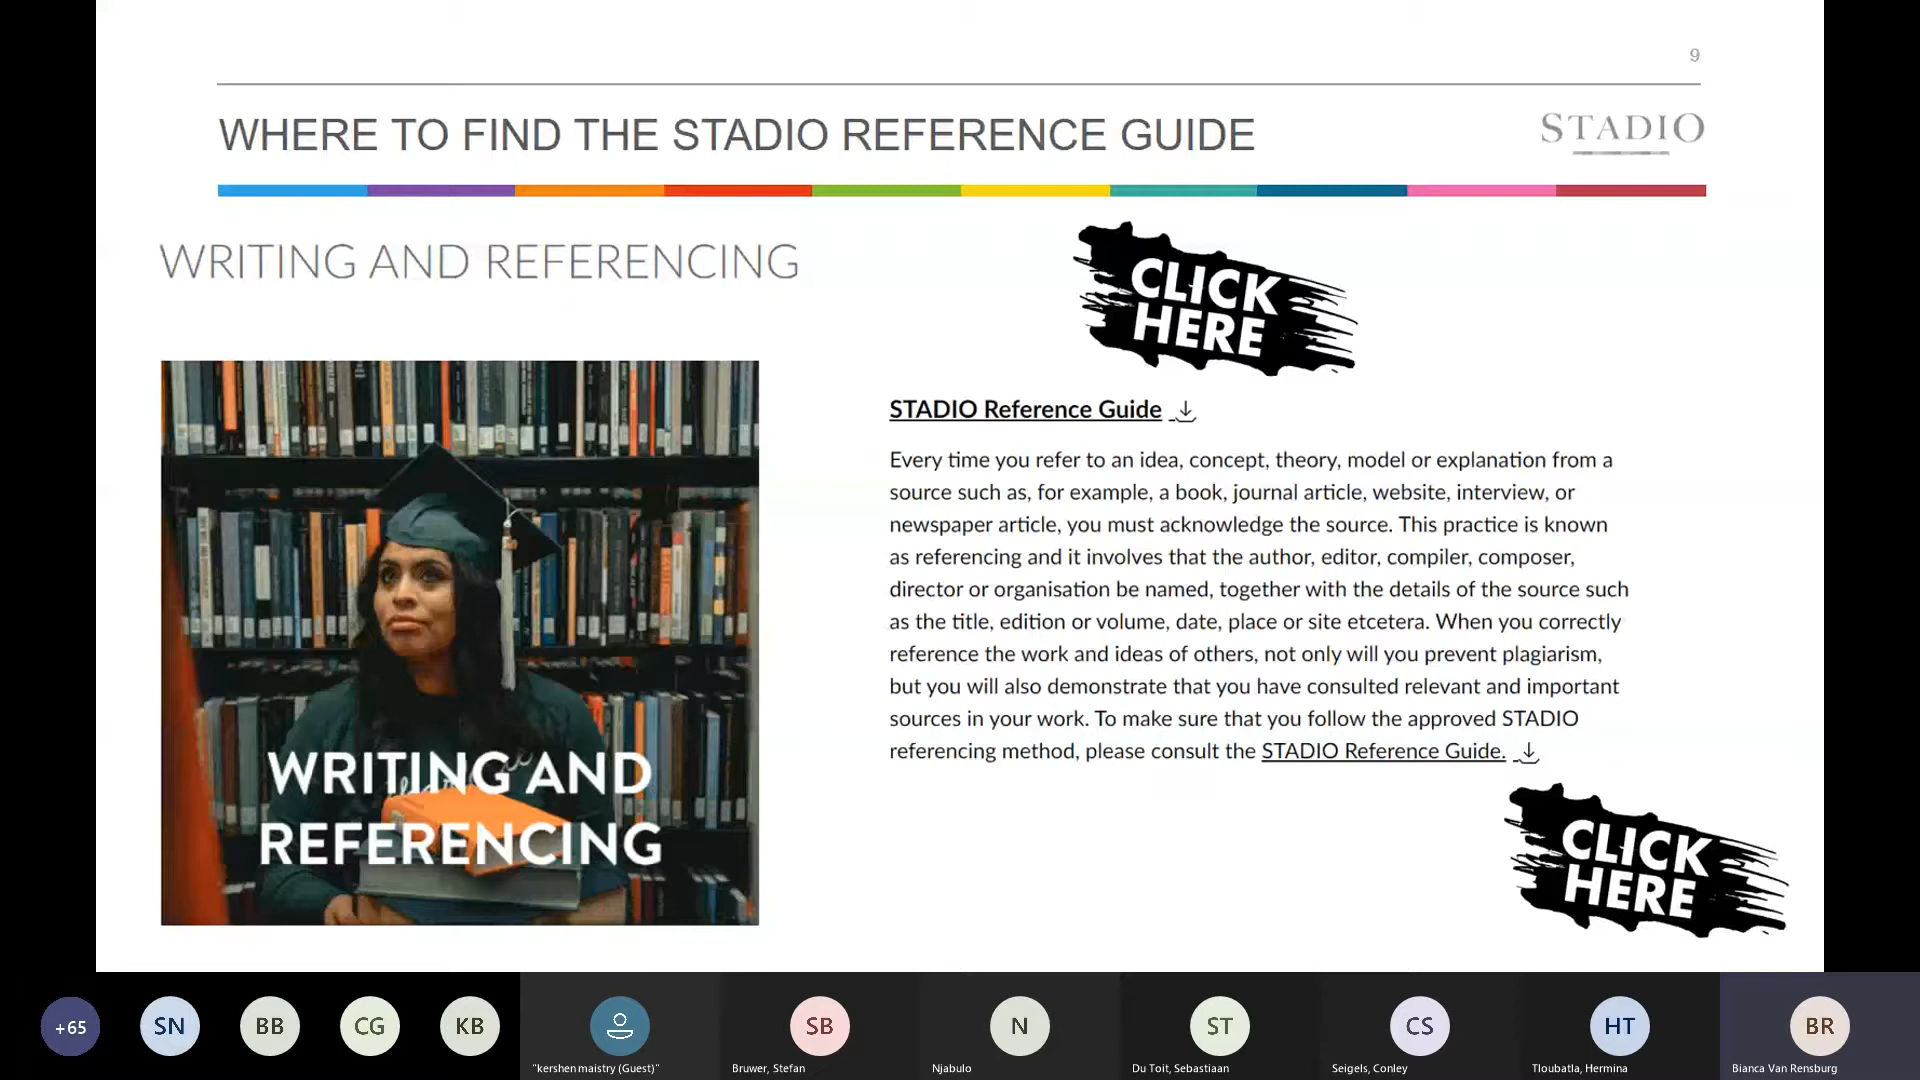 9
WHERE TO FIND THE STADIO REFERENCE GUIDE
STADIO
WRITING AND REFERENCING
CLICK
HERE
STADIO Reference Guide
Every time you refer to an idea, concept, theory, model or explanation from a
source such as, for example, a book, journal article, website, interview, or
newspaper article, you must acknowledge the source. This practice is known
as referencing and it involves that the author, editor, compiler, composer,
director or organisation be named, together with the details of the source such
as the title, edition or volume, date, place or site etcetera. When you correctly
reference the work and ideas of others, not only will you prevent plagiarism,
but you will also demonstrate that you have consulted relevant and important
sources in your work. To make sure that you follow the approved STADIO
referencing method, please consult the STADIO Reference Guide.
WRITING AND
REFERENCING
CLICK
HERE
+65
SN
BB
CG
KB
SB
N
ST
CS
HT
BR
"kershen maistry (Guest)"
Bruwer, Stefan
Njabulo
Du Toit, Sebastiaan
Seigels, Conley
Tloubatla, Hermina
Bianca Van Rensburg